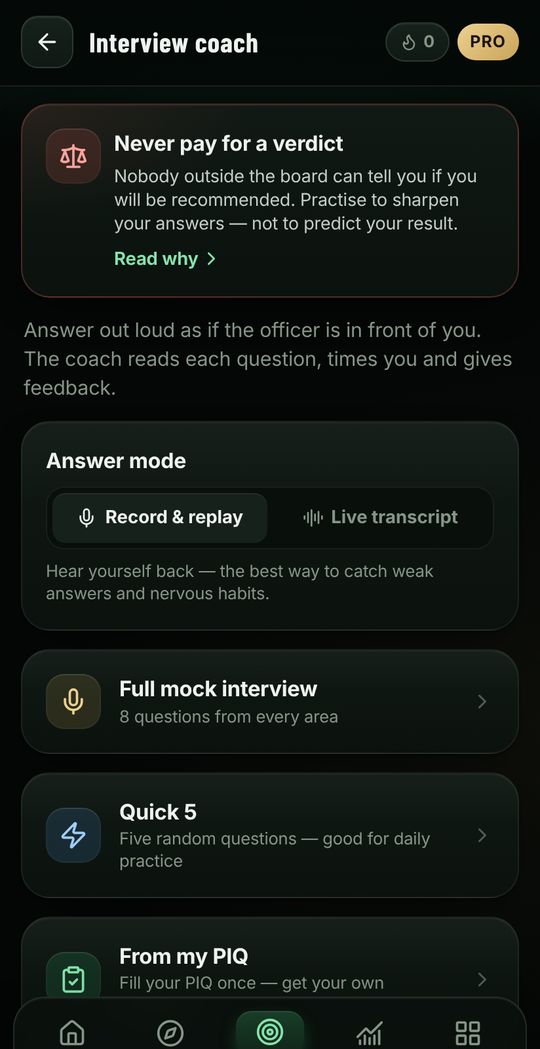 Interview coach
0
PRO
Never pay for a verdict
Nobody outside the board can tell you if you
will be recommended. Practise to sharpen
your answers — not to predict your result.
Read why
Answer out loud as if the officer is in front of you.
The coach reads each question, times you and gives
feedback.
Answer mode
Record & replay
Live transcript
Hear yourself back — the best way to catch weak
answers and nervous habits.
Full mock interview
8 questions from every area
Quick 5
Five random questions — good for daily
practice
From my PIQ
Fill your PIQ once — get your own